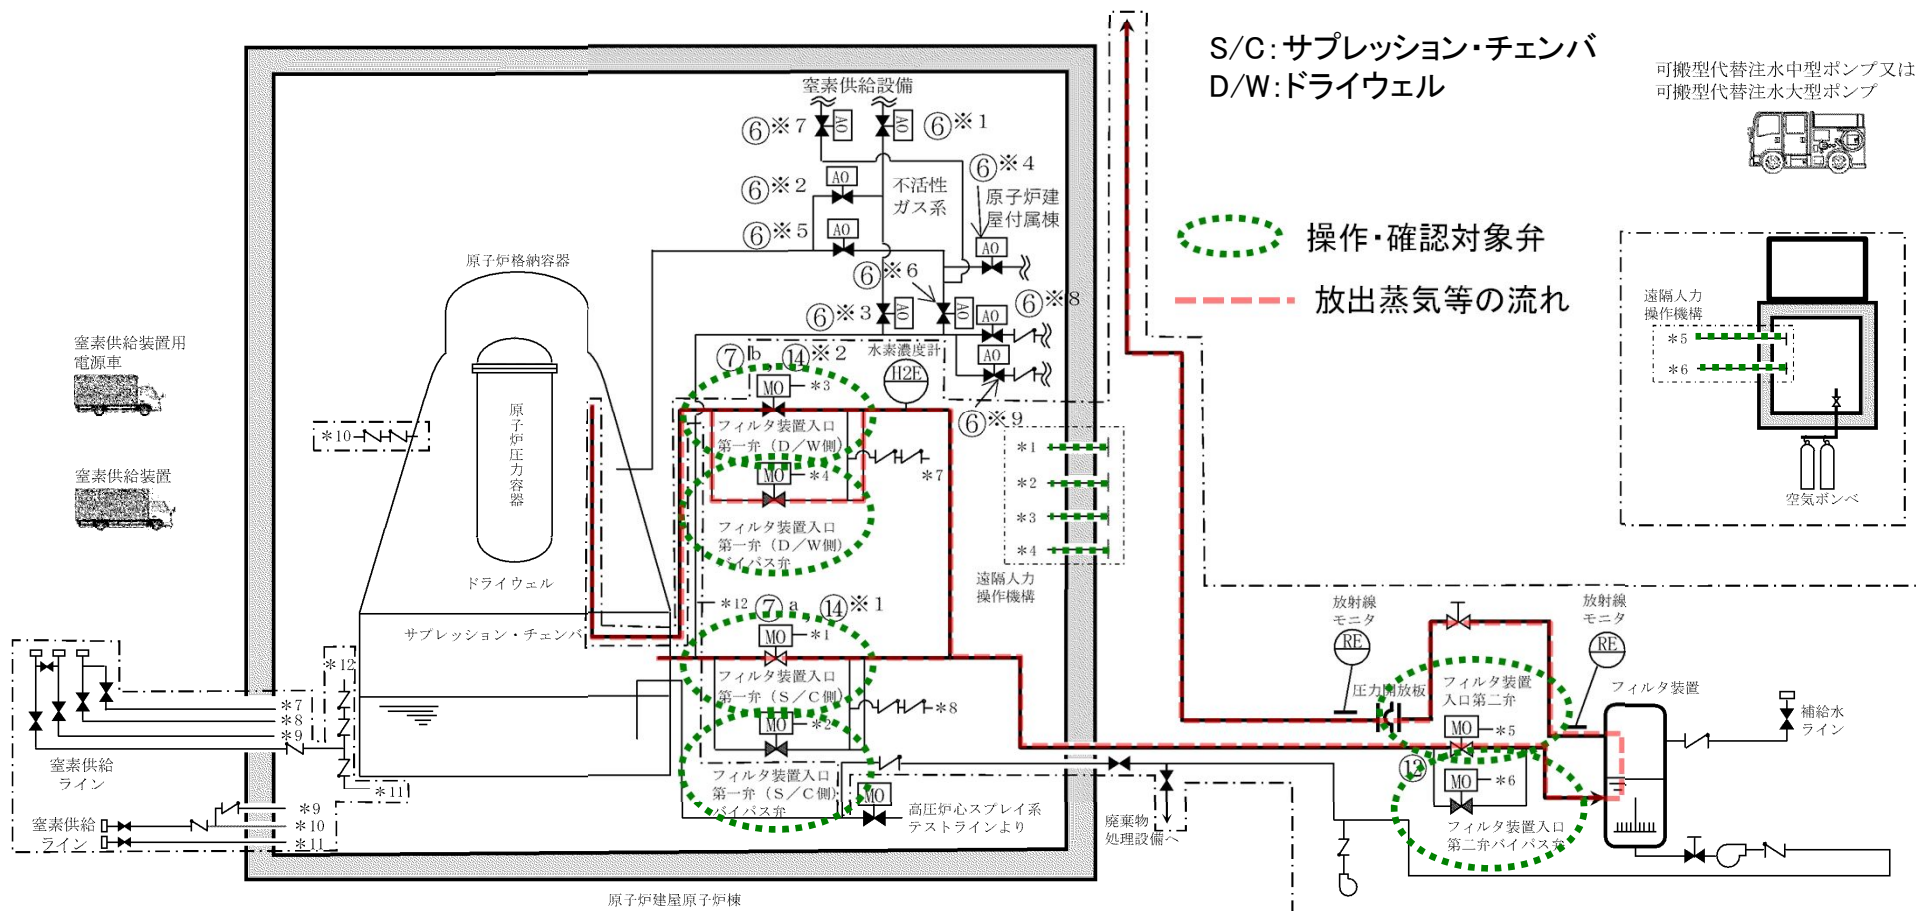 S/C：サプレッション・チェンバ
D/W：ドライウェル
可搬型代替注水中型ポンプ又は
可搬型代替注水大型ポンプ
操作・確認対象弁
放出蒸気等の流れ
窒素供給設備
⑥※7
AO
AO
⑥※1
⑥※2
AO
不活性
ガス系
⑥※4
原子炉建
屋付属棟
⑥※5
AO
AO
⑥※6
⑥※3
AO
AO
AO
⑥※8
AO
⑥※9
原子炉格納容器
原子炉圧力容器
ドライウェル
サプレッション・チェンバ
窒素供給装置用
電源車
窒素供給装置
*10
⑦b
⑭※2
水素濃度計
H2E
MO
*3
フィルタ装置入口
第一弁（D／W側）
MO
*4
*7
フィルタ装置入口
第一弁（D／W側）
バイパス弁
*12
⑦a
⑭※1
MO
*1
フィルタ装置入口
第一弁（S／C側）
MO
*2
*8
フィルタ装置入口
第一弁（S／C側）
バイパス弁
MO
高圧炉心スプレイ系
テストラインより
*1
*2
*3
*4
遠隔人力
操作機構
遠隔人力
操作機構
*5
*6
空気ボンベ
放射線
モニタ
RE
放射線
モニタ
RE
圧力開放板
フィルタ装置
入口第二弁
MO
*5
⑫
MO
*6
フィルタ装置入口
第二弁バイパス弁
フィルタ装置
補給水
ライン
廃棄物
処理設備へ
*12
*7
*8
*9
*11
窒素供給
ライン
*9
*10
*11
窒素供給
ライン
原子炉建屋原子炉棟